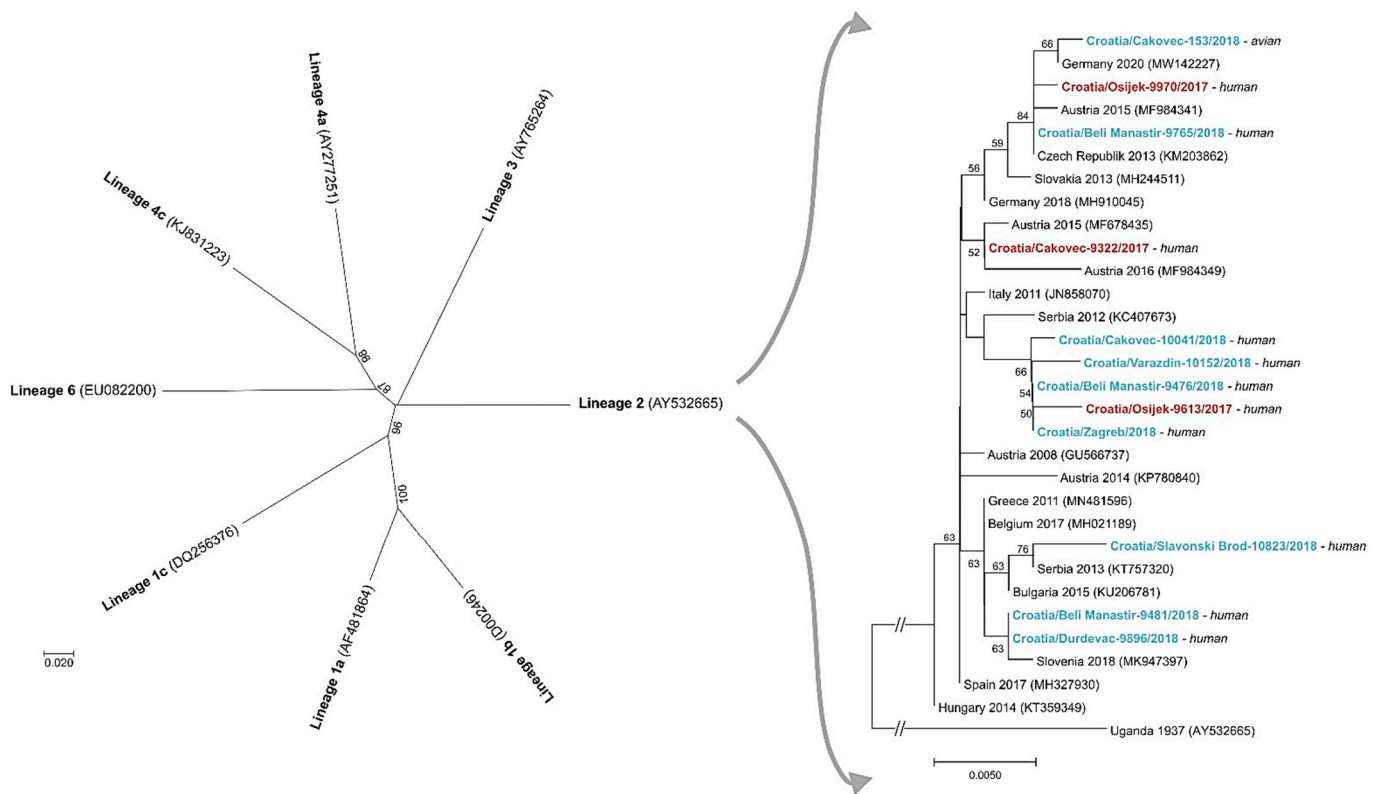 Lineage 4a (AY277251)
Lineage 3 (AY765264)
Lineage 4c (KJ831223)
98
87
Lineage 6 (EU082200)
Lineage 2 (AY532665)
96
100
Lineage 1c (DQ256376)
Lineage 1a (AF481864)
Lineage 1b (D00246)
0.020
66
Croatia/Cakovec-153/2018 - avian
Germany 2020 (MW142227)
Croatia/Osijek-9970/2017 - human
Austria 2015 (MF984341)
84
Croatia/Beli Manastir-9765/2018 - human
59
Czech Republik 2013 (KM203862)
56
Slovakia 2013 (MH244511)
Germany 2018 (MH910045)
Austria 2015 (MF678435)
52
Croatia/Cakovec-9322/2017 - human
Austria 2016 (MF984349)
Italy 2011 (JN858070)
Serbia 2012 (KC407673)
Croatia/Cakovec-10041/2018 - human
66
Croatia/Varazdin-10152/2018 - human
54
Croatia/Beli Manastir-9476/2018 - human
50
Croatia/Osijek-9613/2017 - human
Croatia/Zagreb/2018 - human
Austria 2008 (GU566737)
Austria 2014 (KP780840)
Greece 2011 (MN481596)
Belgium 2017 (MH021189)
63
63
76
Croatia/Slavonski Brod-10823/2018 - human
63
Serbia 2013 (KT757320)
Bulgaria 2015 (KU206781)
Croatia/Beli Manastir-9481/2018 - human
Croatia/Durdevac-9896/2018 - human
63
Slovenia 2018 (MK947397)
Spain 2017 (MH327930)
Hungary 2014 (KT359349)
Uganda 1937 (AY532665)
0.0050